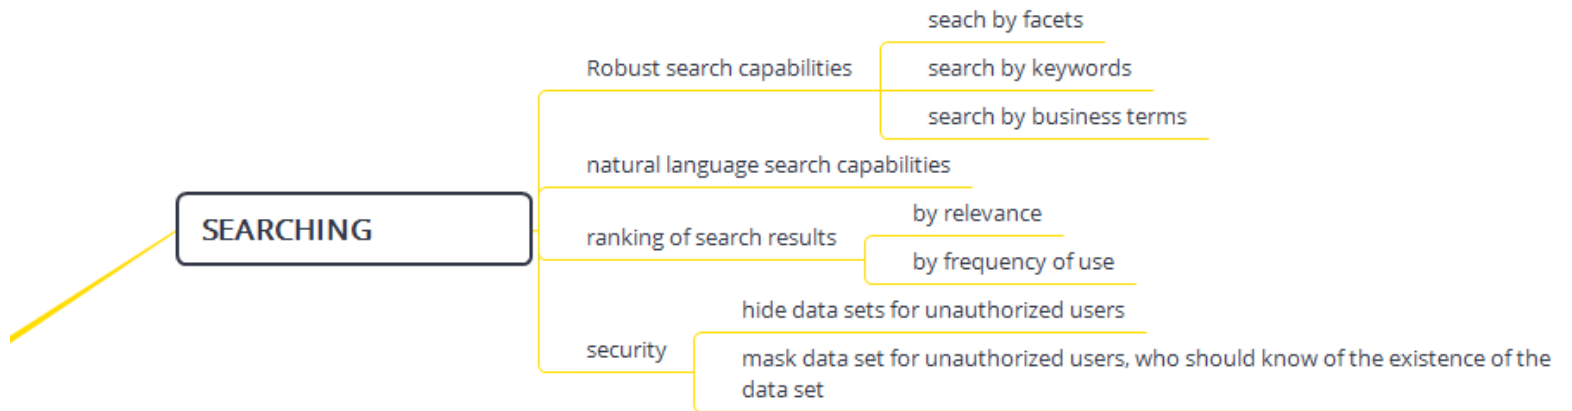 seach by facets
Robust search capabilities
search by keywords
search by business terms
natural language search capabilities
SEARCHING
by relevance
ranking of search results
by frequency of use
hide data sets for unauthorized users
security
mask data set for unauthorized users, who should know of the existence of the
data set